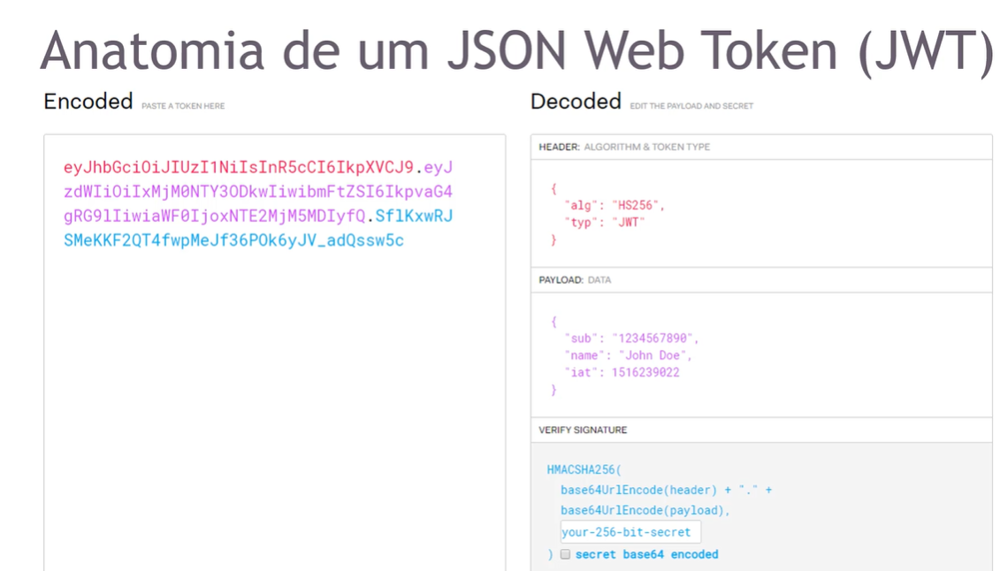 Anatomia de um JSON Web Token (JWT)
Encoded PASTE A TOKEN HERE
eyJhbGciOiJIUzI1NiIsInR5cCI6IkpXVCJ9.eyJ
zdWIiOiIxMjM0NTY3ODkwIiwibmFtZSI6IkpvaG4
gRG9lIiwiaWF0IjoxNTE2MjM5MDIyfQ.SflKxwRJ
SMeKKF2QT4fwpMeJf36POk6yJV_adQssw5c
Decoded EDIT THE PAYLOAD AND SECRET
HEADER: ALGORITHM & TOKEN TYPE
{
"alg": "HS256",
"typ": "JWT"
}
PAYLOAD: DATA
{
"sub": "1234567890",
"name": "John Doe",
"iat": 1516239022
}
VERIFY SIGNATURE
HMACSHA256(
base64UrlEncode(header) + "." +
base64UrlEncode(payload),
your-256-bit-secret
) secret base64 encoded